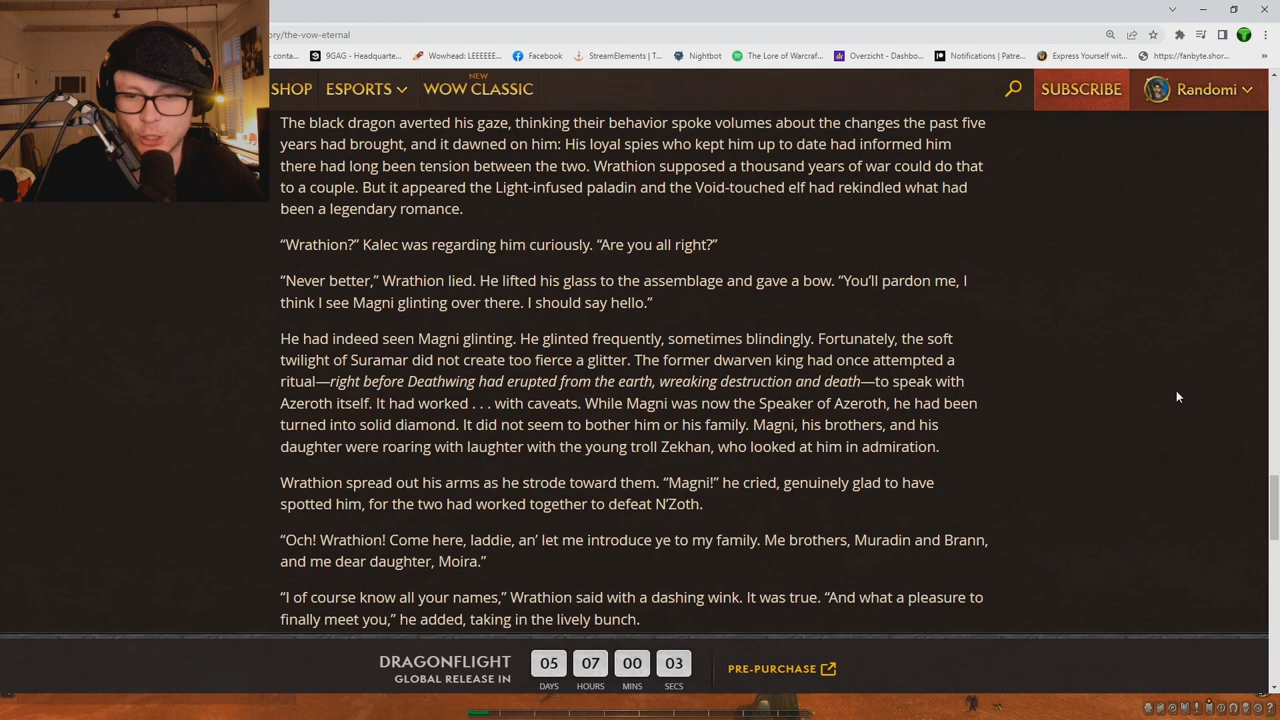 ory/the-vow-eternal
conta...
9GAG - Headquarte...
Wowhead: LEEEEEE...
Facebook
StreamElements | T...
Nightbot
The Lore of Warcraf...
Overzicht - Dashbo...
Notifications | Patre...
Express Yourself wit...
https://fanbyte.shor...
»
SHOP
ESPORTS
NEW
WOW CLASSIC
SUBSCRIBE
Randomi
The black dragon averted his gaze, thinking their behavior spoke volumes about the changes the past five
years had brought, and it dawned on him: His loyal spies who kept him up to date had informed him
there had long been tension between the two. Wrathion supposed a thousand years of war could do that
to a couple. But it appeared the Light-infused paladin and the Void-touched elf had rekindled what had
been a legendary romance.
“Wrathion?” Kalec was regarding him curiously. “Are you all right?”
“Never better,” Wrathion lied. He lifted his glass to the assemblage and gave a bow. “You’ll pardon me, I
think I see Magni glinting over there. I should say hello.”
He had indeed seen Magni glinting. He glinted frequently, sometimes blindingly. Fortunately, the soft
twilight of Suramar did not create too fierce a glitter. The former dwarven king had once attempted a
ritual—right before Deathwing had erupted from the earth, wreaking destruction and death—to speak with
Azeroth itself. It had worked . . . with caveats. While Magni was now the Speaker of Azeroth, he had been
turned into solid diamond. It did not seem to bother him or his family. Magni, his brothers, and his
daughter were roaring with laughter with the young troll Zekhan, who looked at him in admiration.
Wrathion spread out his arms as he strode toward them. “Magni!” he cried, genuinely glad to have
spotted him, for the two had worked together to defeat N’Zoth.
“Och! Wrathion! Come here, laddie, an’ let me introduce ye to my family. Me brothers, Muradin and Brann,
and me dear daughter, Moira.”
“I of course know all your names,” Wrathion said with a dashing wink. It was true. “And what a pleasure to
finally meet you,” he added, taking in the lively bunch.
DRAGONFLIGHT
GLOBAL RELEASE IN
05 07 00 03
DAYS HOURS MINS SECS
PRE-PURCHASE